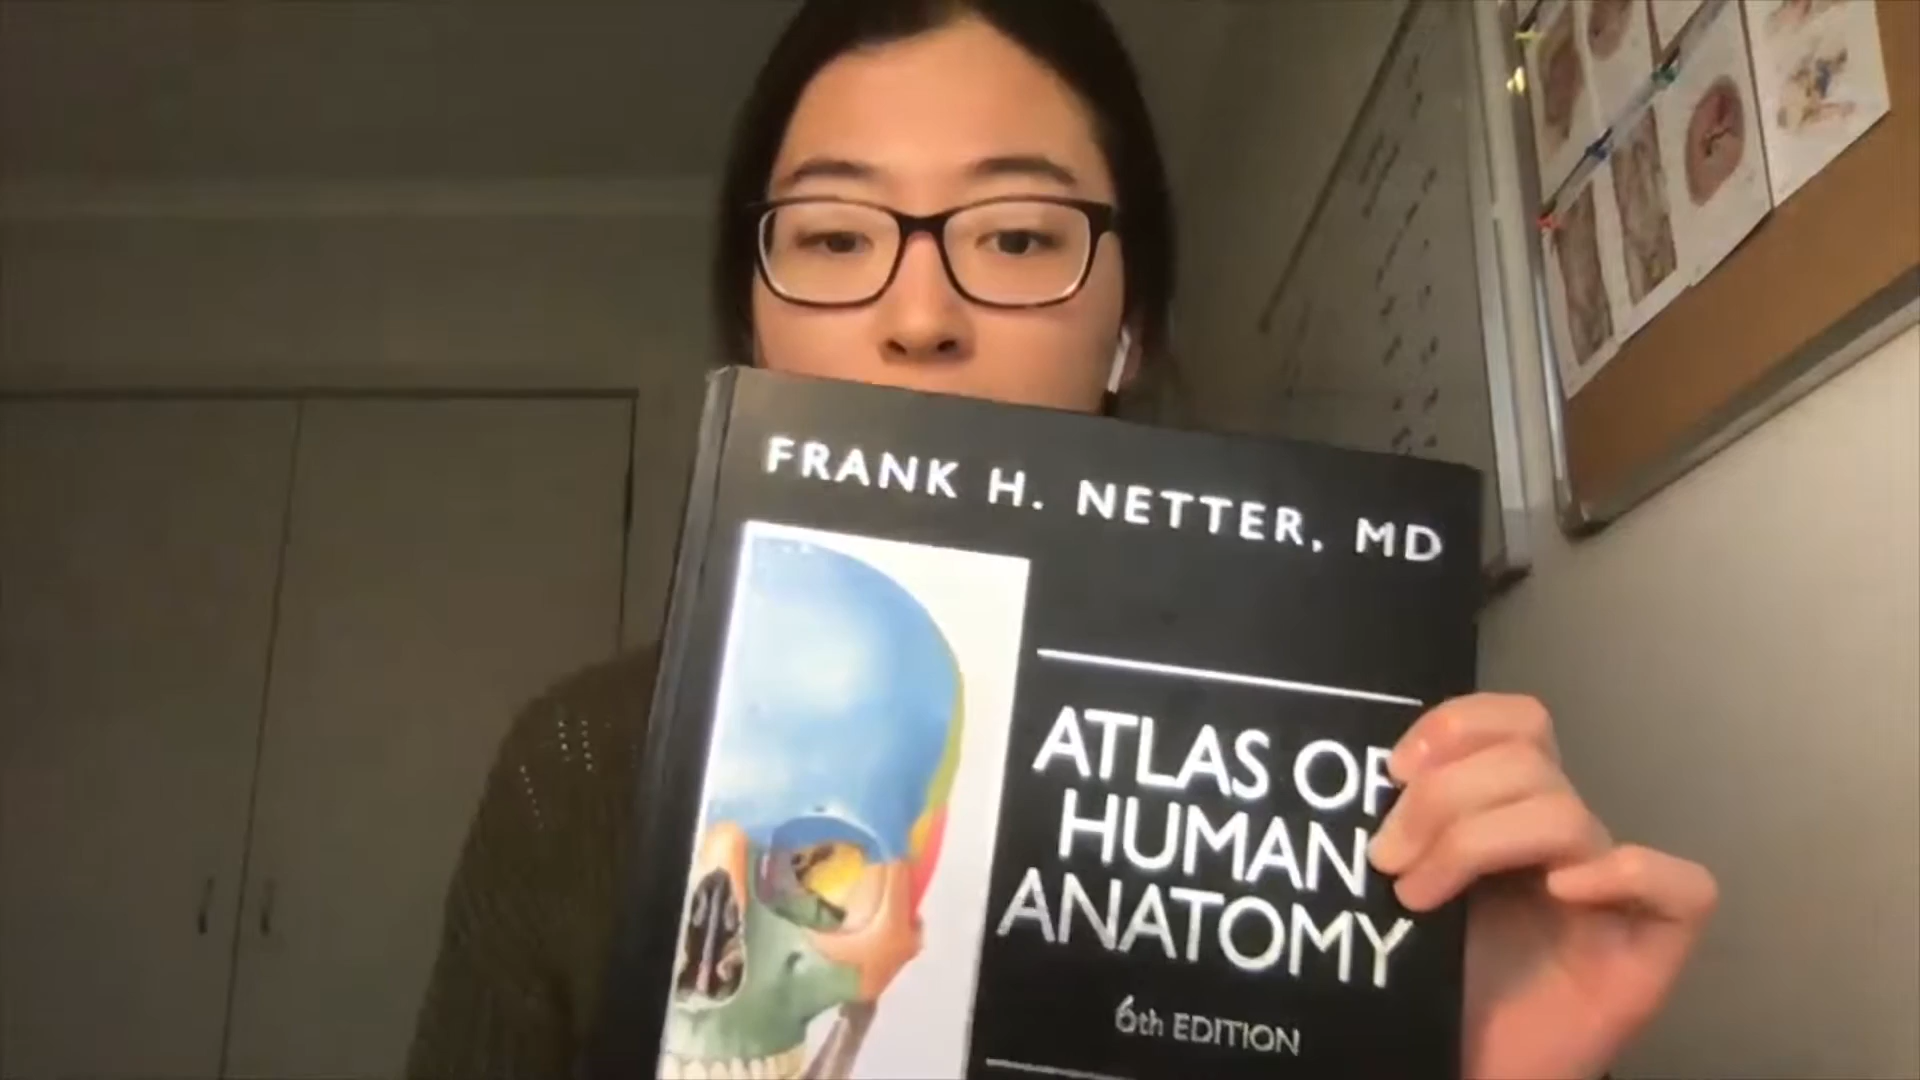 FRANK H. NETTER, MD
ATLAS OF
HUMAN
ANATOMY
6th EDITION